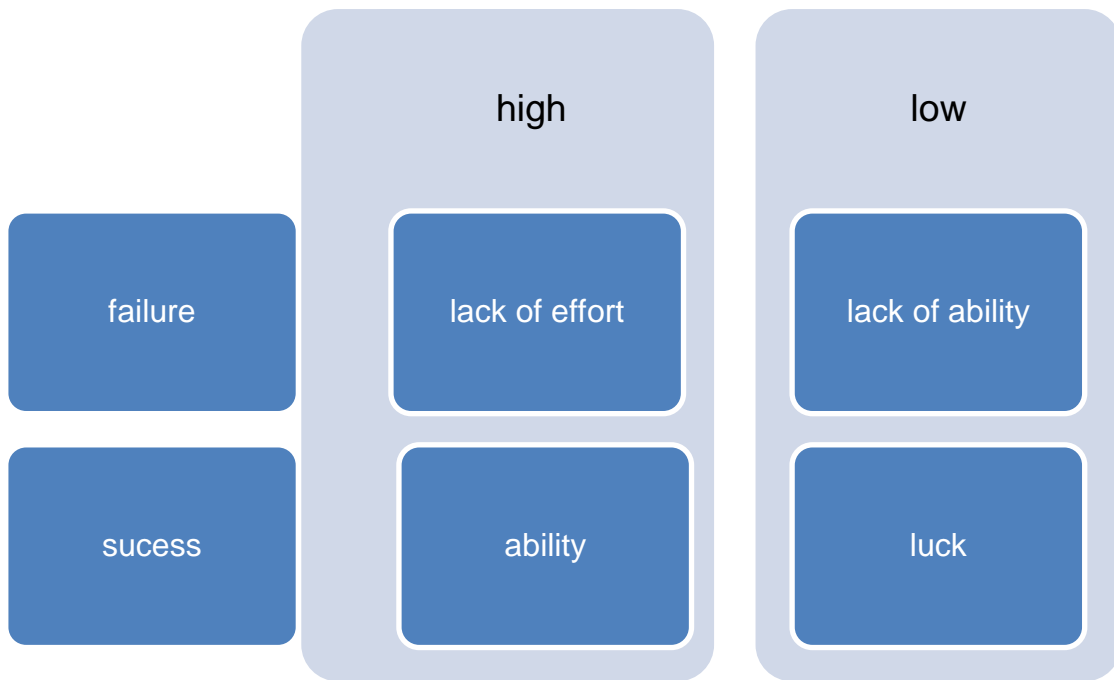 high
low
failure
lack of effort
lack of ability
sucess
ability
luck